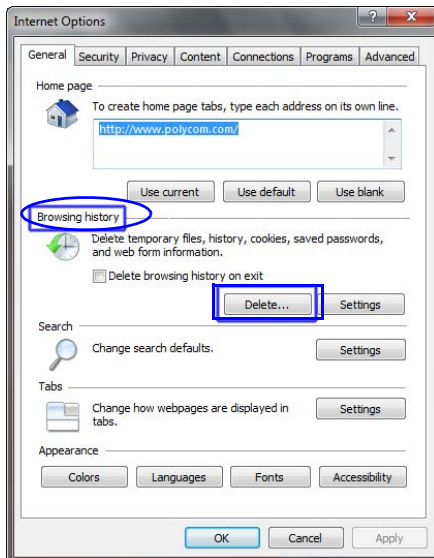 Internet Options
?
X
General Security Privacy Content Connections Programs Advanced
Home page
To create home page tabs, type each address on its own line.
http://www.polycom.com/
Use current Use default Use blank
Browsing history
Delete temporary files, history, cookies, saved passwords,
and web form information.
Delete browsing history on exit
Delete... Settings
Search
Change search defaults. Settings
Tabs
Change how webpages are displayed in Settings
tabs.
Appearance
Colors Languages Fonts Accessibility
OK Cancel Apply